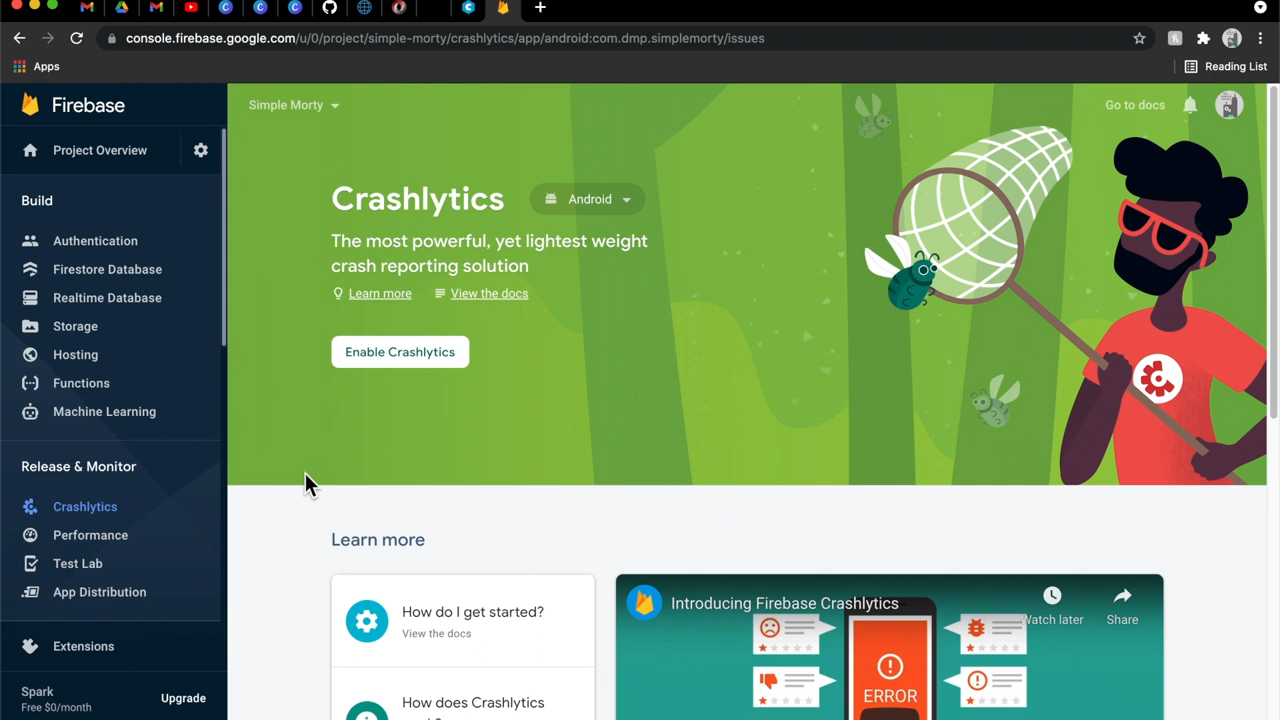 console.firebase.google.com/u/0/project/simple-morty/crashlytics/app/android:com.dmp.simplemorty/issues
Apps
Reading List
Firebase
Simple Morty
Go to docs
Project Overview
Build
Authentication
Firestore Database
Realtime Database
Storage
Hosting
Functions
Machine Learning
Release & Monitor
Crashlytics
Performance
Test Lab
App Distribution
Extensions
Spark
Free $0/month
Upgrade
Crashlytics
Android
The most powerful, yet lightest weight
crash reporting solution
Learn more
View the docs
Enable Crashlytics
Learn more
How do I get started?
View the docs
How does Crashlytics
Introducing Firebase Crashlytics
Watch later
Share
ERROR